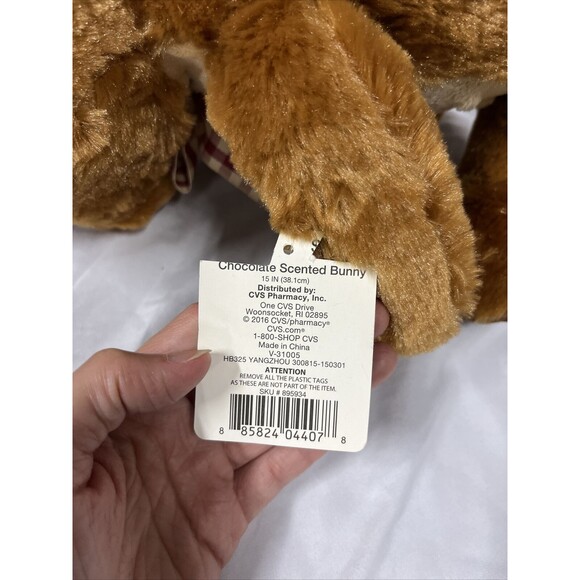 Chocolate Scented Bunny
15 IN (38.1cm)
Distributed by:
CVS Pharmacy, Inc.
One CVS Drive
Woonsocket, RI 02895
© 2016 CVS/pharmacy®
CVS.com®
1-800-SHOP CVS
Made in China
V-31005
HB325 YANGZHOU 300815-150301
ATTENTION
REMOVE ALL THE PLASTIC TAGS
AS THESE ARE NOT PART OF THE ITEM.
SKU # 895934
8 85824 04407 8